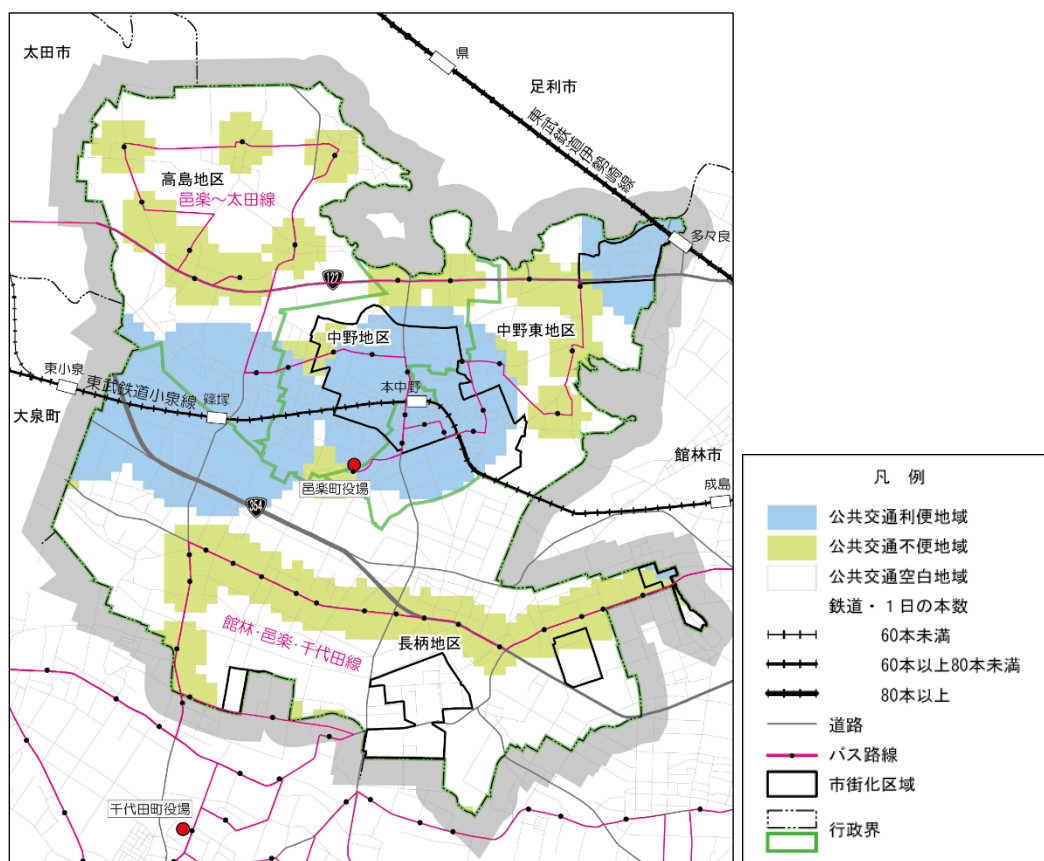 太田市
県
足利市
東武鉄道伊勢崎線
高島地区
邑楽～太田線
多々良
122
中野地区
中野東地区
東小泉
東武鉄道小泉線
篠塚
本中野
大泉町
館林市
邑楽町役場
成島
354
館林・邑楽・千代田線
長柄地区
千代田町役場
凡 例
公共交通利便地域
公共交通不便地域
公共交通空白地域
鉄道・１日の本数
60本未満
60本以上80本未満
80本以上
道路
バス路線
市街化区域
行政界